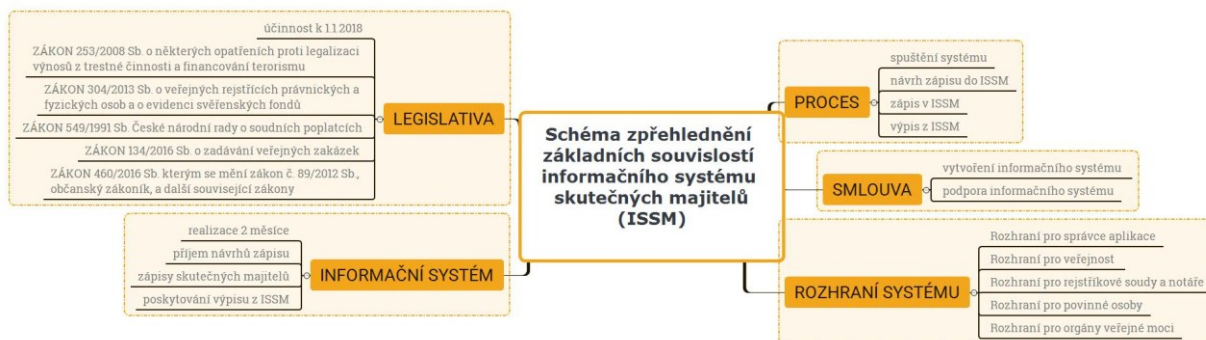 účinnost k 1.1.2018
ZÁKON 253/2008 Sb. o některých opatřeních proti legalizaci
výnosů z trestné činnosti a financování terorismu
ZÁKON 304/2013 Sb. o veřejných rejstřících právnických a
fyzických osob a o evidenci svěřenských fondů
ZÁKON 549/1991 Sb. České národní rady o soudních poplatcích
ZÁKON 134/2016 Sb. o zadávání veřejných zakázek
ZÁKON 460/2016 Sb. kterým se mění zákon č. 89/2012 Sb.,
občanský zákoník, a další související zákony
LEGISLATIVA
realizace 2 měsíce
příjem návrhů zápisu
zápisy skutečných majitelů
poskytování výpisu z ISSM
INFORMAČNÍ SYSTÉM
Schéma zpřehlednění
základních souvislostí
informačního systému
skutečných majitelů
(ISSM)
PROCES
spuštění systému
návrh zápisu do ISSM
zápis v ISSM
výpis z ISSM
SMLOUVA
vytvoření informačního systému
podpora informačního systému
ROZHRANÍ SYSTÉMU
Rozhraní pro správce aplikace
Rozhraní pro veřejnost
Rozhraní pro rejstříkové soudy a notáře
Rozhraní pro povinné osoby
Rozhraní pro orgány veřejné moci